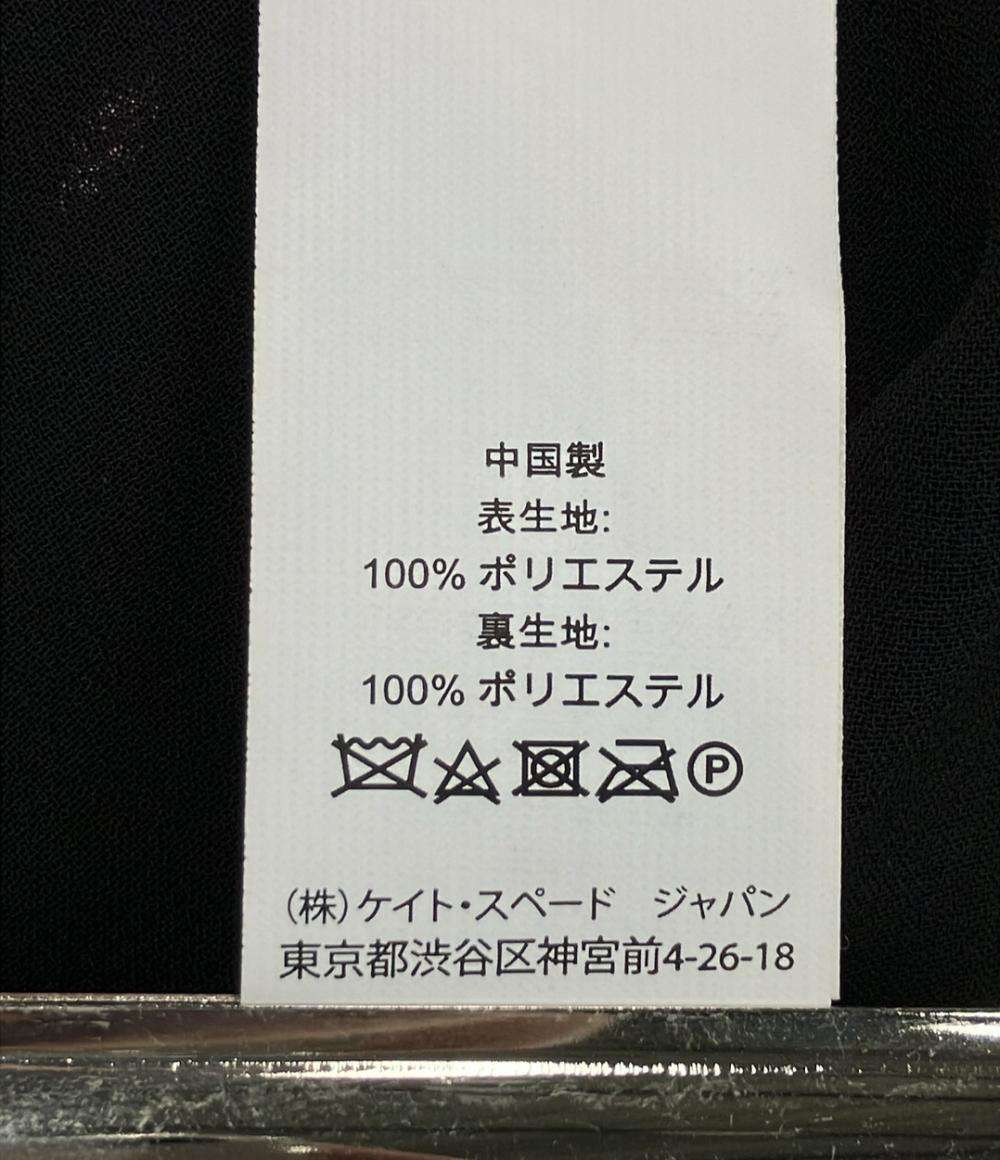 中国製
表生地:
100% ポリエステル
裏生地:
100% ポリエステル
P
(株)ケイト・スペード　ジャパン
東京都渋谷区神宮前4-26-18